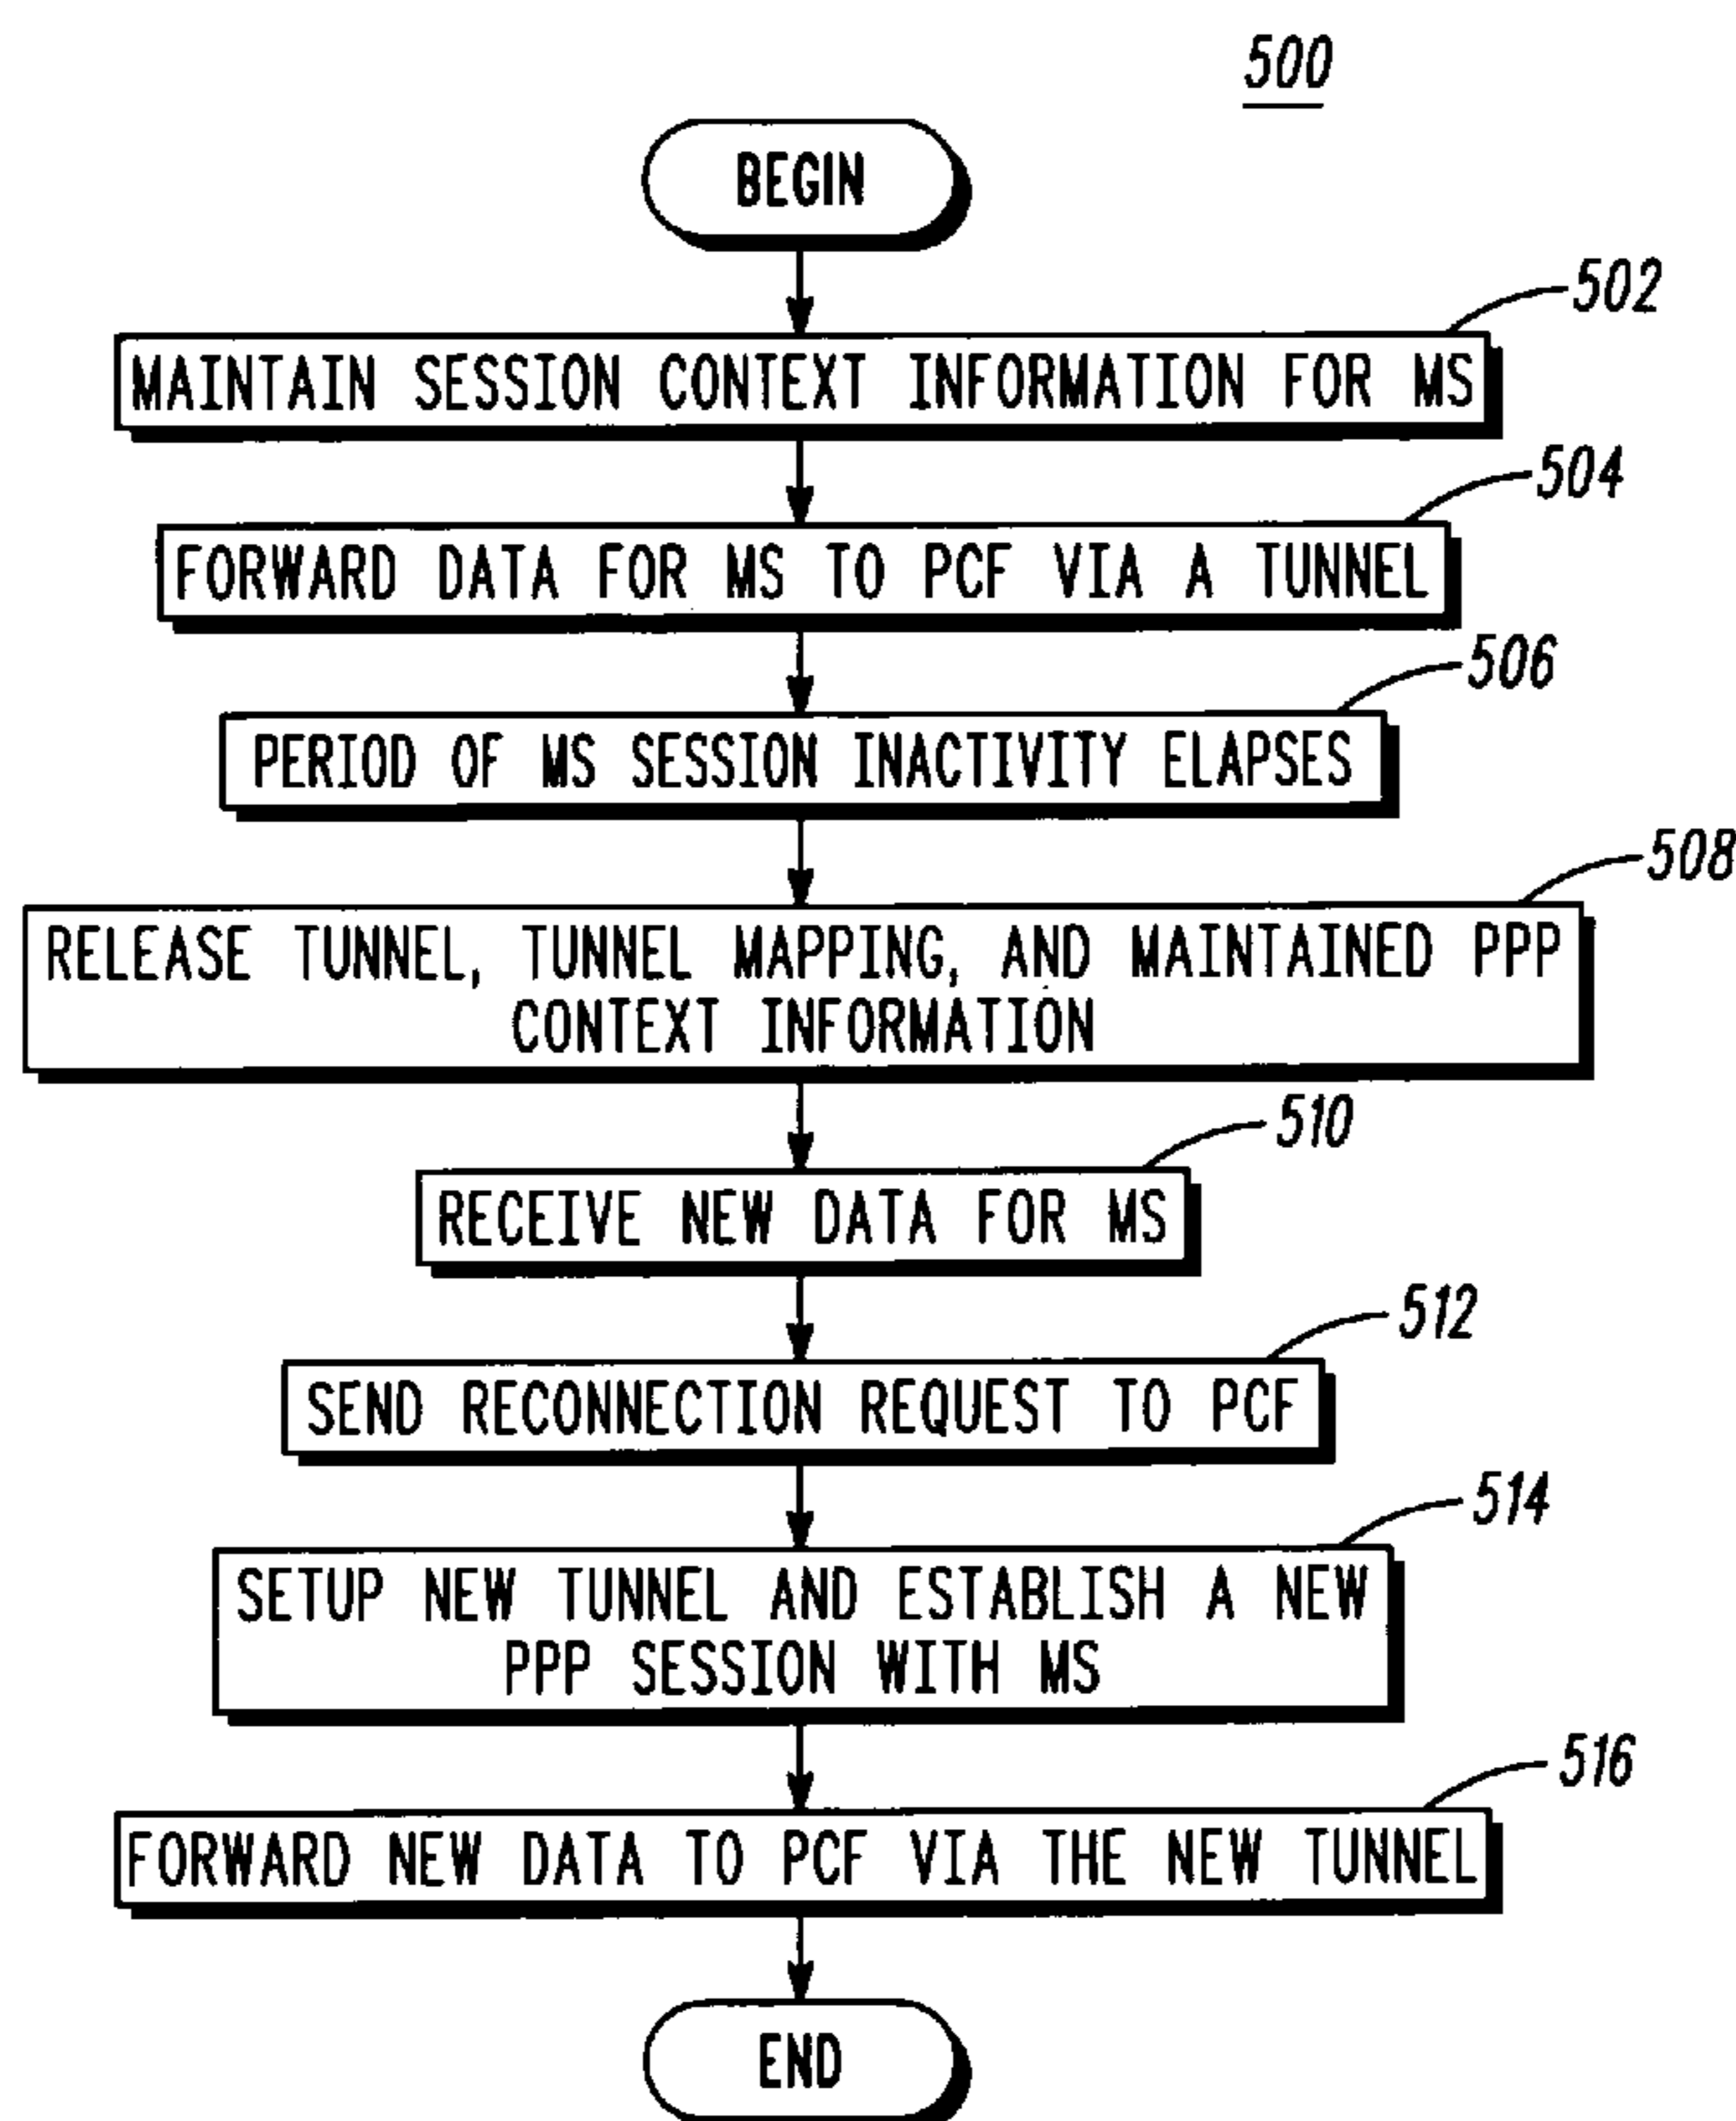 500
BEGIN
502
MAINTAIN SESSION CONTEXT INFORMATION FOR MS
504
FORWARD DATA FOR MS TO PCF VIA A TUNNEL
506
PERIOD OF MS SESSION INACTIVITY ELAPSES
508
RELEASE TUNNEL, TUNNEL MAPPING, AND MAINTAINED PPP
CONTEXT INFORMATION
510
RECEIVE NEW DATA FOR MS
512
SEND RECONNECTION REQUEST TO PCF
514
SETUP NEW TUNNEL AND ESTABLISH A NEW
PPP SESSION WITH MS
516
FORWARD NEW DATA TO PCF VIA THE NEW TUNNEL
END